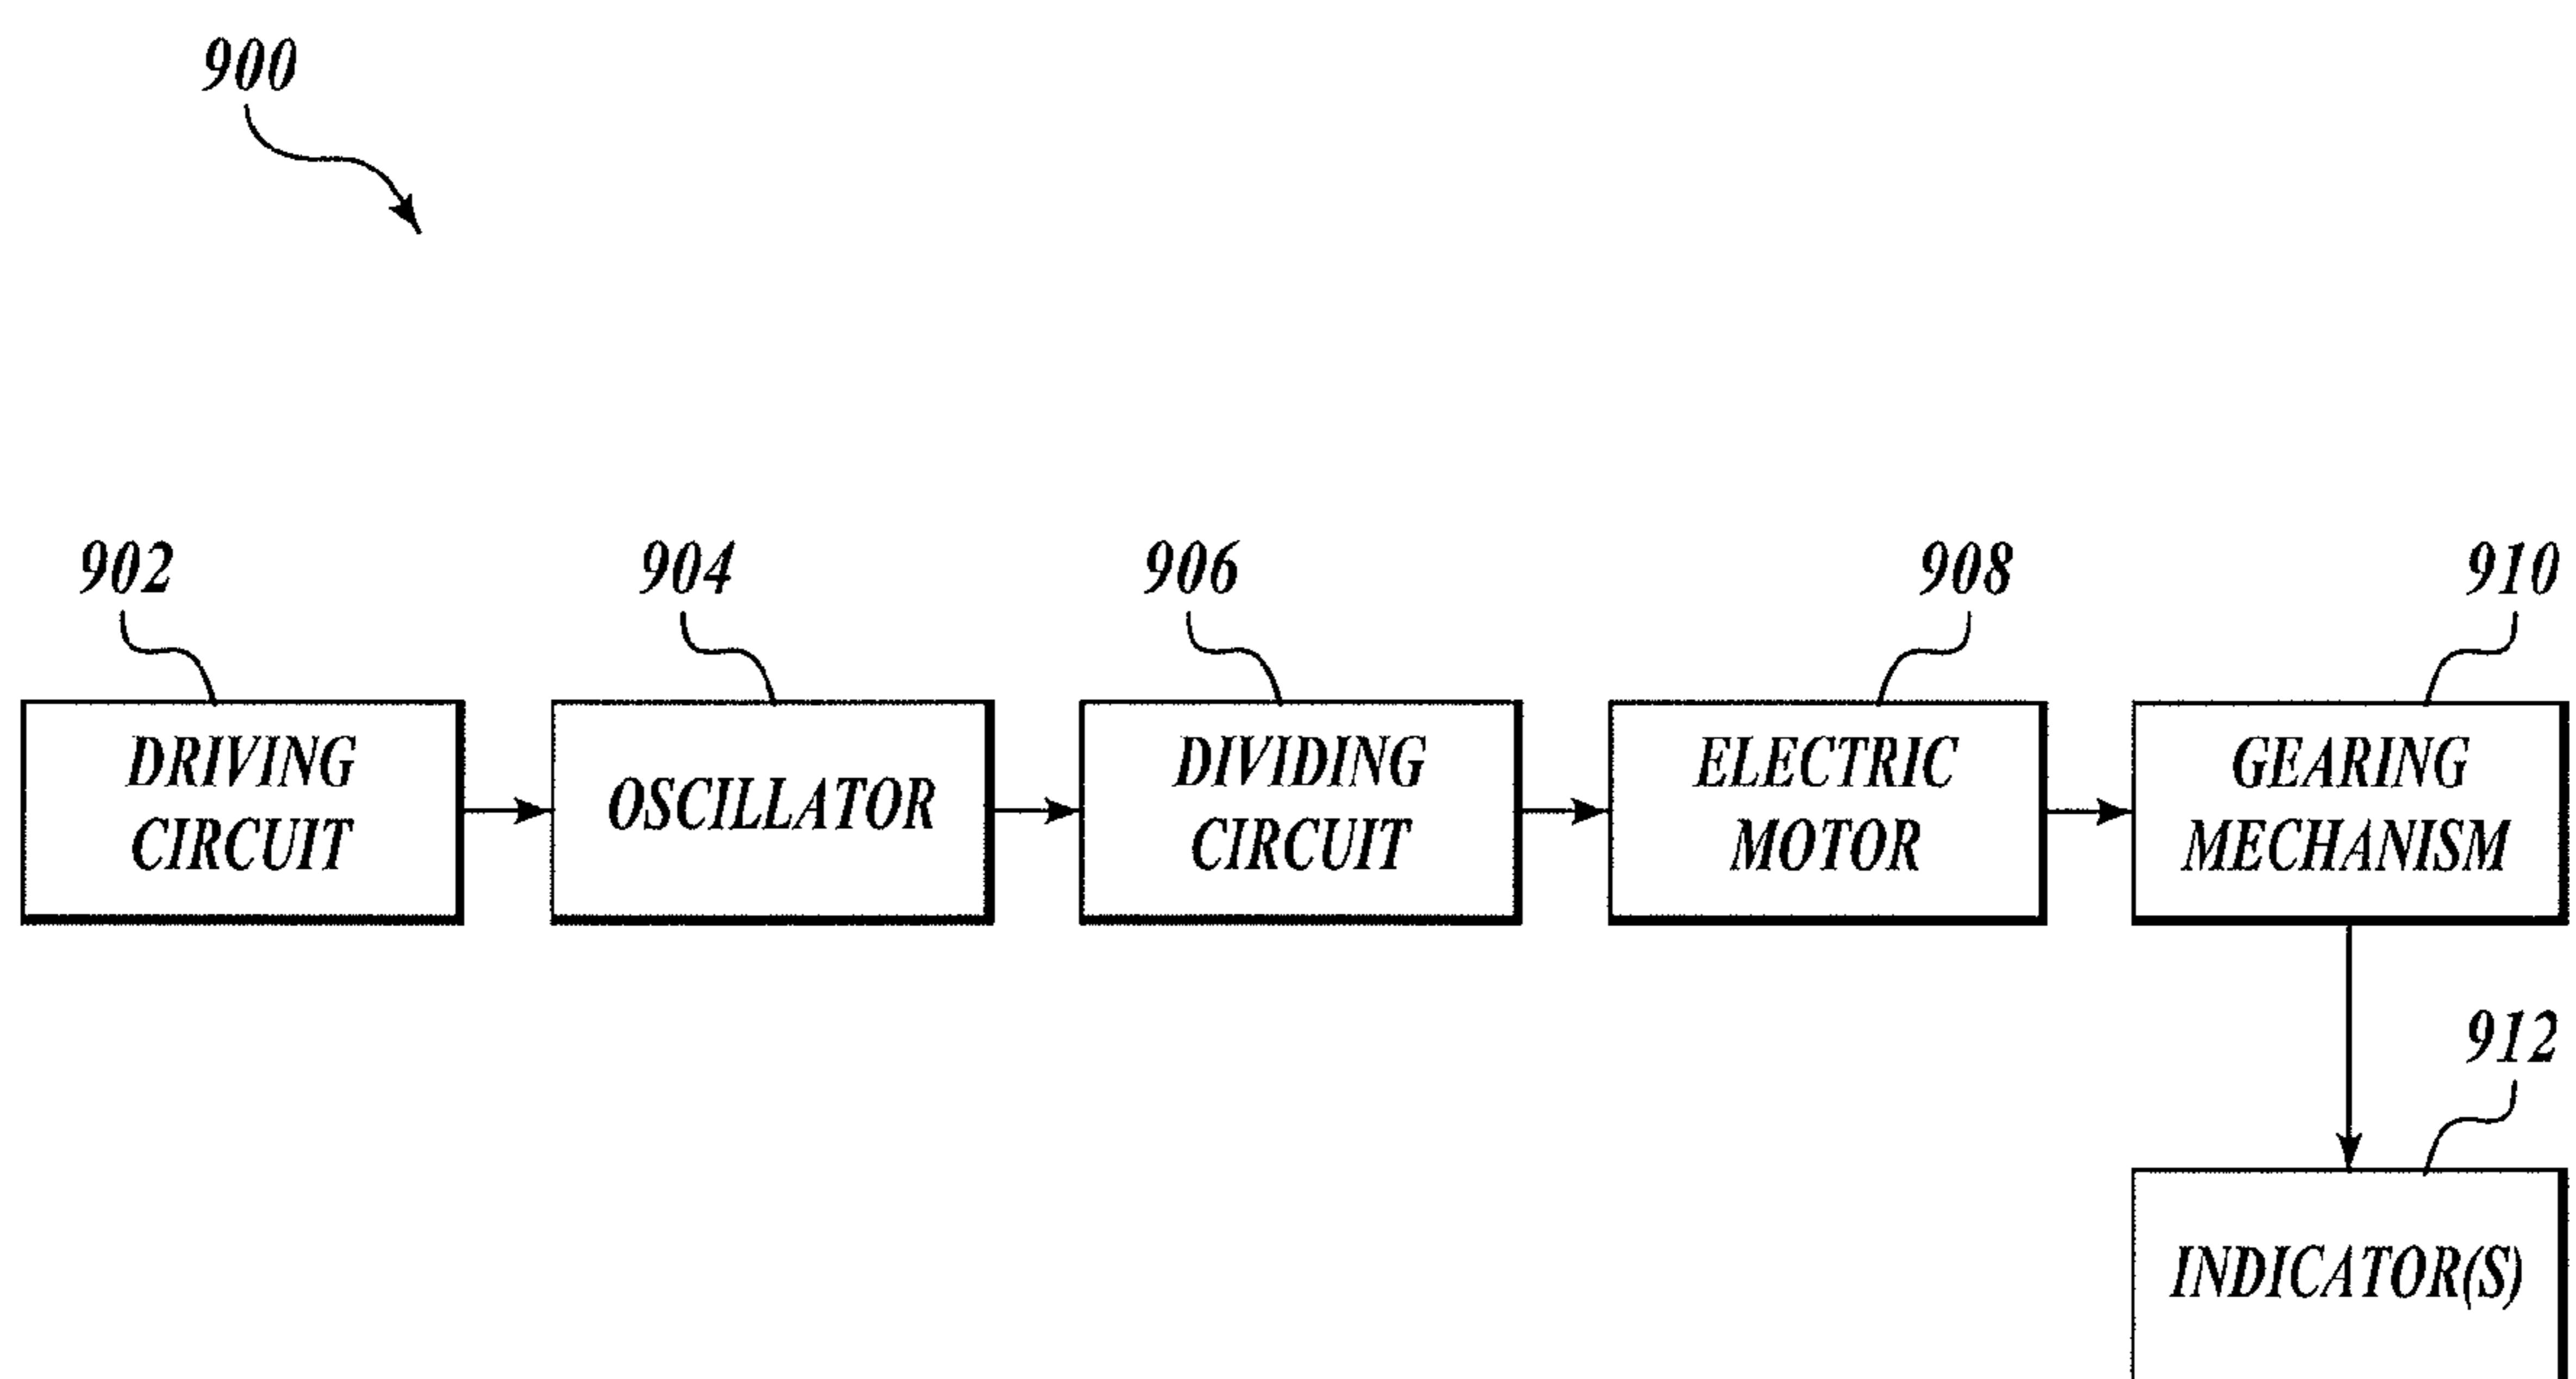 900
902
904
906
908
910
DRIVING
CIRCUIT
OSCILLATOR
DIVIDING
CIRCUIT
ELECTRIC
MOTOR
GEARING
MECHANISM
912
INDICATOR(S)